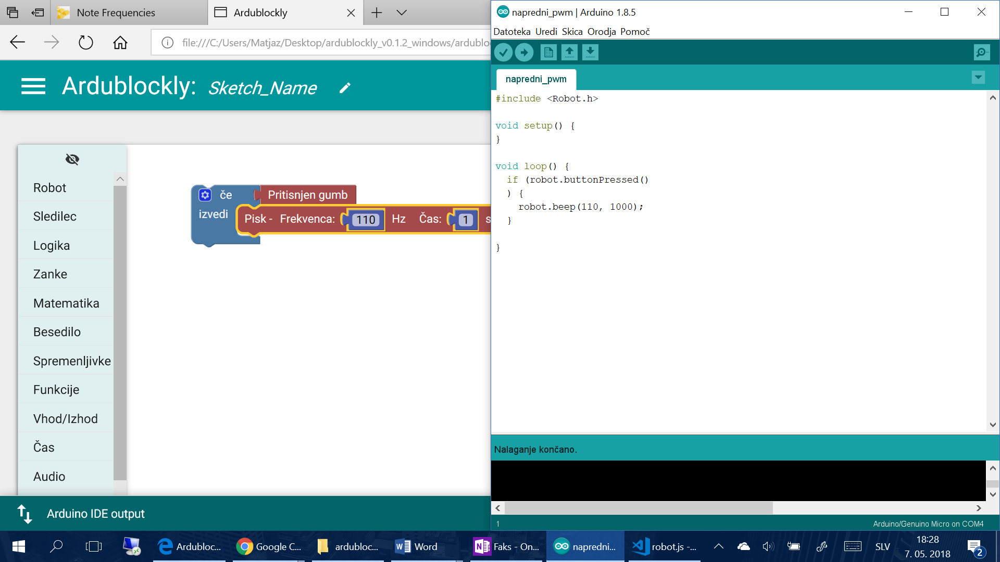 Note Frequencies
Ardublockly
file:///C:/Users/Matjaz/Desktop/ardublockly_v0.1.2_windows/ardublo
Ardublockly: Sketch_Name
Robot
Sledilec
Logika
Zanke
Matematika
Besedilo
Spremenljivke
Funkcije
Vhod/Izhod
Čas
Audio
če Pritisnjen gumb
izvedi Pisk - Frekvenca: 110 Hz Čas: 1 s
Arduino IDE output
napredni_pwm | Arduino 1.8.5
Datoteka Uredi Skica Orodja Pomoč
napredni_pwm
#include <Robot.h>
void setup() {
}
void loop() {
if (robot.buttonPressed()
) {
robot.beep(110, 1000);
}
}
Nalaganje končano.
1 Arduino/Genuino Micro on COM4
Ardubloc... Google C... ardubloc... Word Faks - On... napredni... robot.js -... SLV
18:28
7. 05. 2018
2